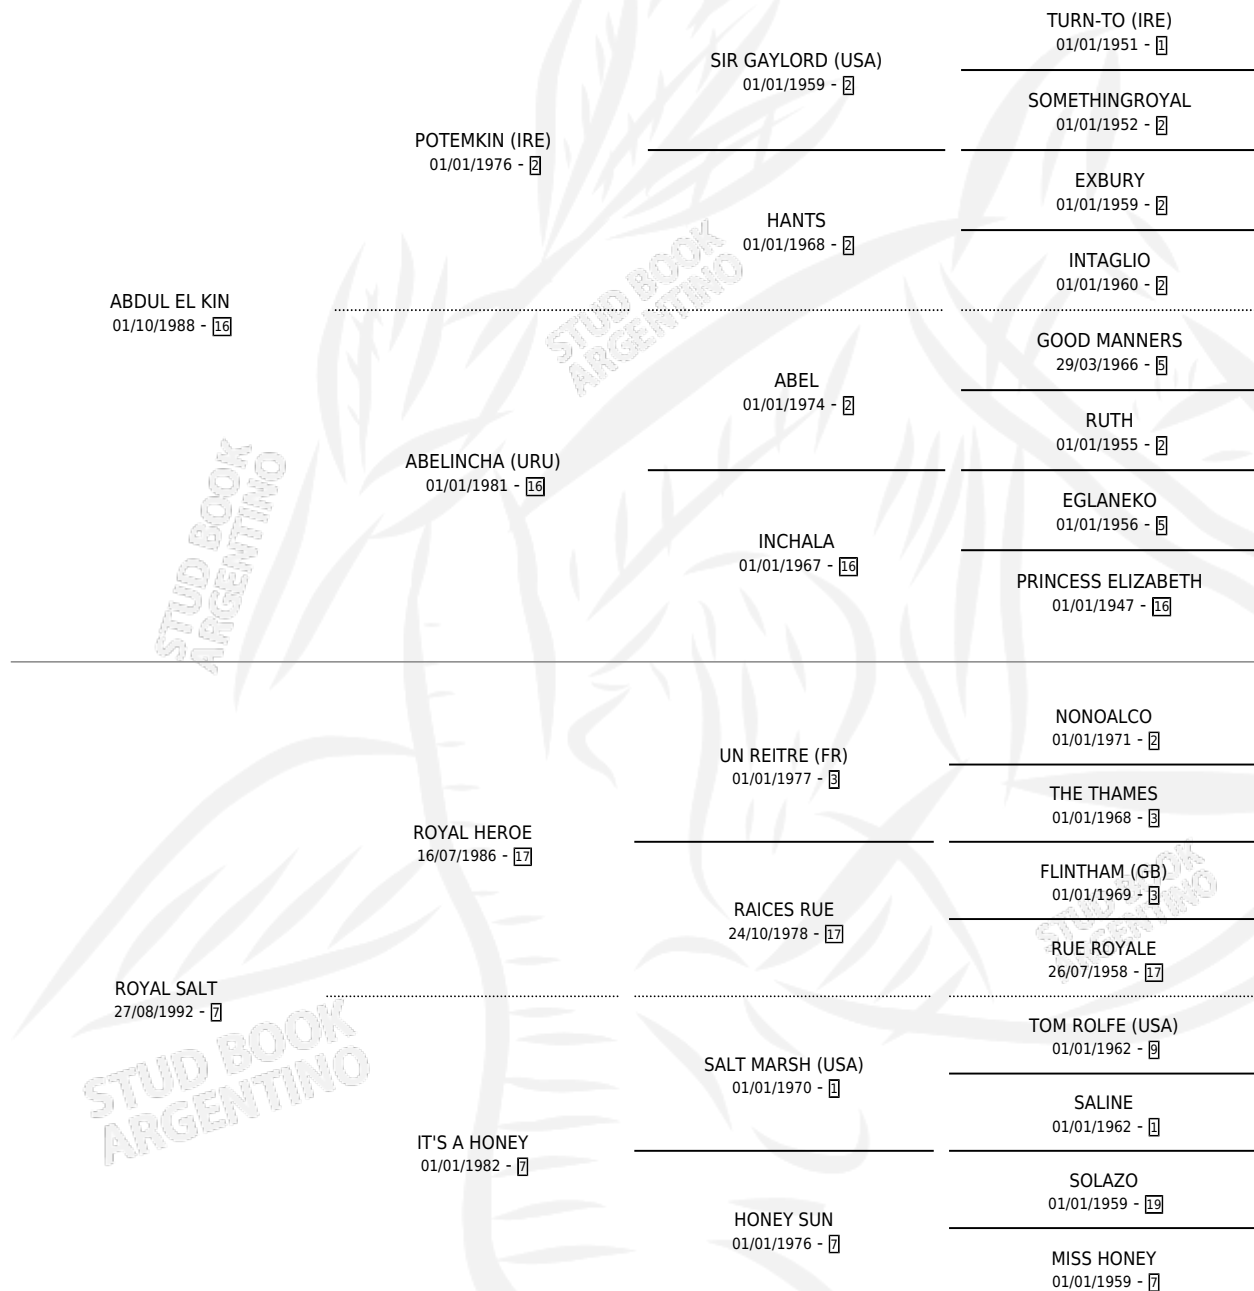 TURN-TO (IRE)
01/01/1951 - 1
SIR GAYLORD (USA)
01/01/1959 - 2
SOMETHINGROYAL
01/01/1952 - 2
POTEMKIN (IRE)
01/01/1976 - 2
EXBURY
01/01/1959 - 2
HANTS
01/01/1968 - 2
INTAGLIO
01/01/1960 - 2
ABDUL EL KIN
01/10/1988 - 16
GOOD MANNERS
29/03/1966 - 5
ABEL
01/01/1974 - 2
RUTH
01/01/1955 - 2
ABELINCHA (URU)
01/01/1981 - 16
EGLANEKO
01/01/1956 - 5
INCHALA
01/01/1967 - 16
PRINCESS ELIZABETH
01/01/1947 - 16
NONOALCO
01/01/1971 - 2
UN REITRE (FR)
01/01/1977 - 3
THE THAMES
01/01/1968 - 3
ROYAL HEROE
16/07/1986 - 17
FLINTHAM (GB)
01/01/1969 - 3
RAICES RUE
24/10/1978 - 17
RUE ROYALE
26/07/1958 - 17
ROYAL SALT
27/08/1992 - 7
TOM ROLFE (USA)
01/01/1962 - 9
SALT MARSH (USA)
01/01/1970 - 1
SALINE
01/01/1962 - 1
IT'S A HONEY
01/01/1982 - 7
SOLAZO
01/01/1959 - 19
HONEY SUN
01/01/1976 - 7
MISS HONEY
01/01/1959 - 7
STUD BOOK
ARGENTINO
STUD BOOK
ARGENTINO
STUD BOOK
ARGENTINO
STUD BOOK
ARGENTINO